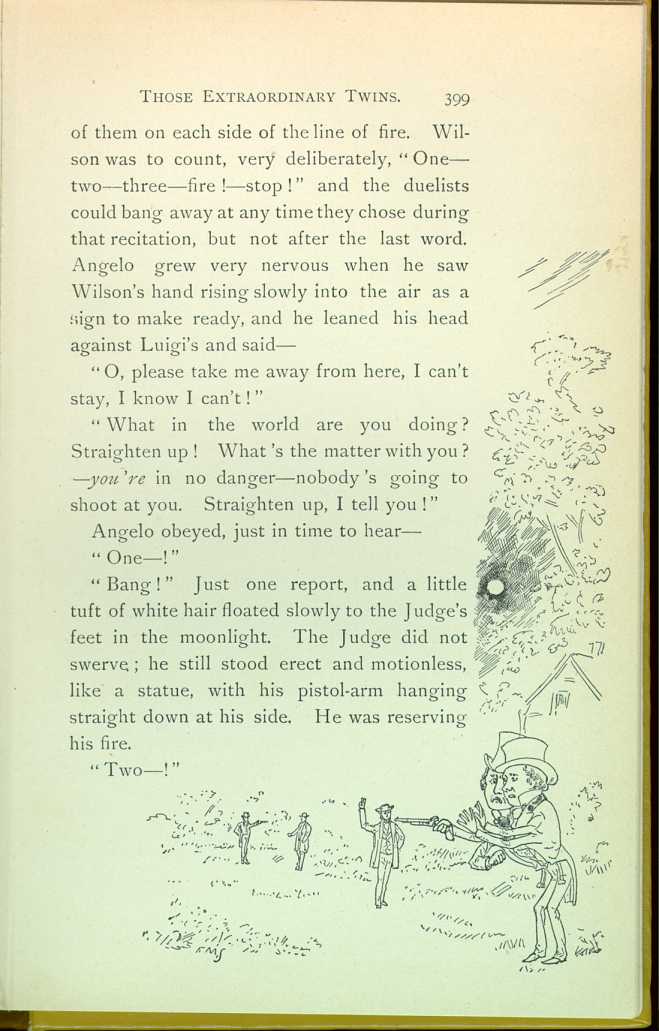 THOSE EXTRAORDINARY TWINS. 399
of them on each side of the line of fire. Wil-
son was to count, very deliberately, “One—
two—three—fire!—stop!” and the duelists
could bang away at any time they chose during
that recitation, but not after the last word.
Angelo grew very nervous when he saw
Wilson's hand rising slowly into the air as a
sign to make ready, and he leaned his head
against Luigi's and said—
“O, please take me away from here, I can't
stay, I know I can't!”
“What in the world are you doing?
Straighten up! What's the matter with you?
—you're in no danger—nobody's going to
shoot at you. Straighten up, I tell you!”
Angelo obeyed, just in time to hear—
“One—!”
“Bang!” Just one report, and a little
tuft of white hair floated slowly to the Judge's
feet in the moonlight. The Judge did not
swerve; he still stood erect and motionless,
like a statue, with his pistol-arm hanging
straight down at his side. He was reserving
his fire.
“Two—!”